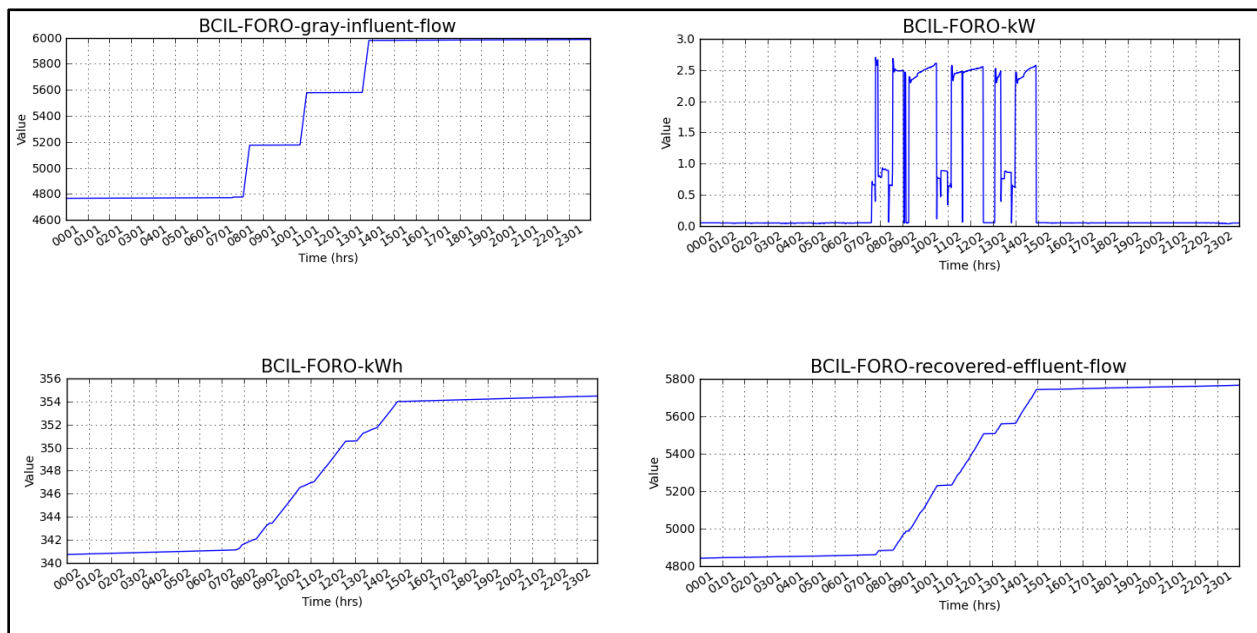 BCIL-FORO-gray-influent-flow
6000
5800
5600
5400
5200
5000
4800
4600
Value
0001 0101 0201 0301 0401 0501 0601 0701 0801 0901 1001 1101 1201 1301 1401 1501 1601 1701 1801 1901 2001 2101 2201 2301
Time (hrs)
BCIL-FORO-kW
3.0
2.5
2.0
1.5
1.0
0.5
0.0
Value
0002 0102 0202 0302 0402 0502 0602 0702 0802 0902 1002 1102 1202 1302 1402 1502 1602 1702 1802 1902 2002 2102 2202 2302
Time (hrs)
BCIL-FORO-kWh
356
354
352
350
348
346
344
342
340
Value
0002 0102 0202 0302 0402 0502 0602 0702 0802 0902 1002 1102 1202 1302 1402 1502 1602 1702 1802 1902 2002 2102 2202 2302
Time (hrs)
BCIL-FORO-recovered-effluent-flow
5800
5600
5400
5200
5000
4800
Value
0001 0101 0201 0301 0401 0501 0601 0701 0801 0901 1001 1101 1201 1301 1401 1501 1601 1701 1801 1901 2001 2101 2201 2301
Time (hrs)